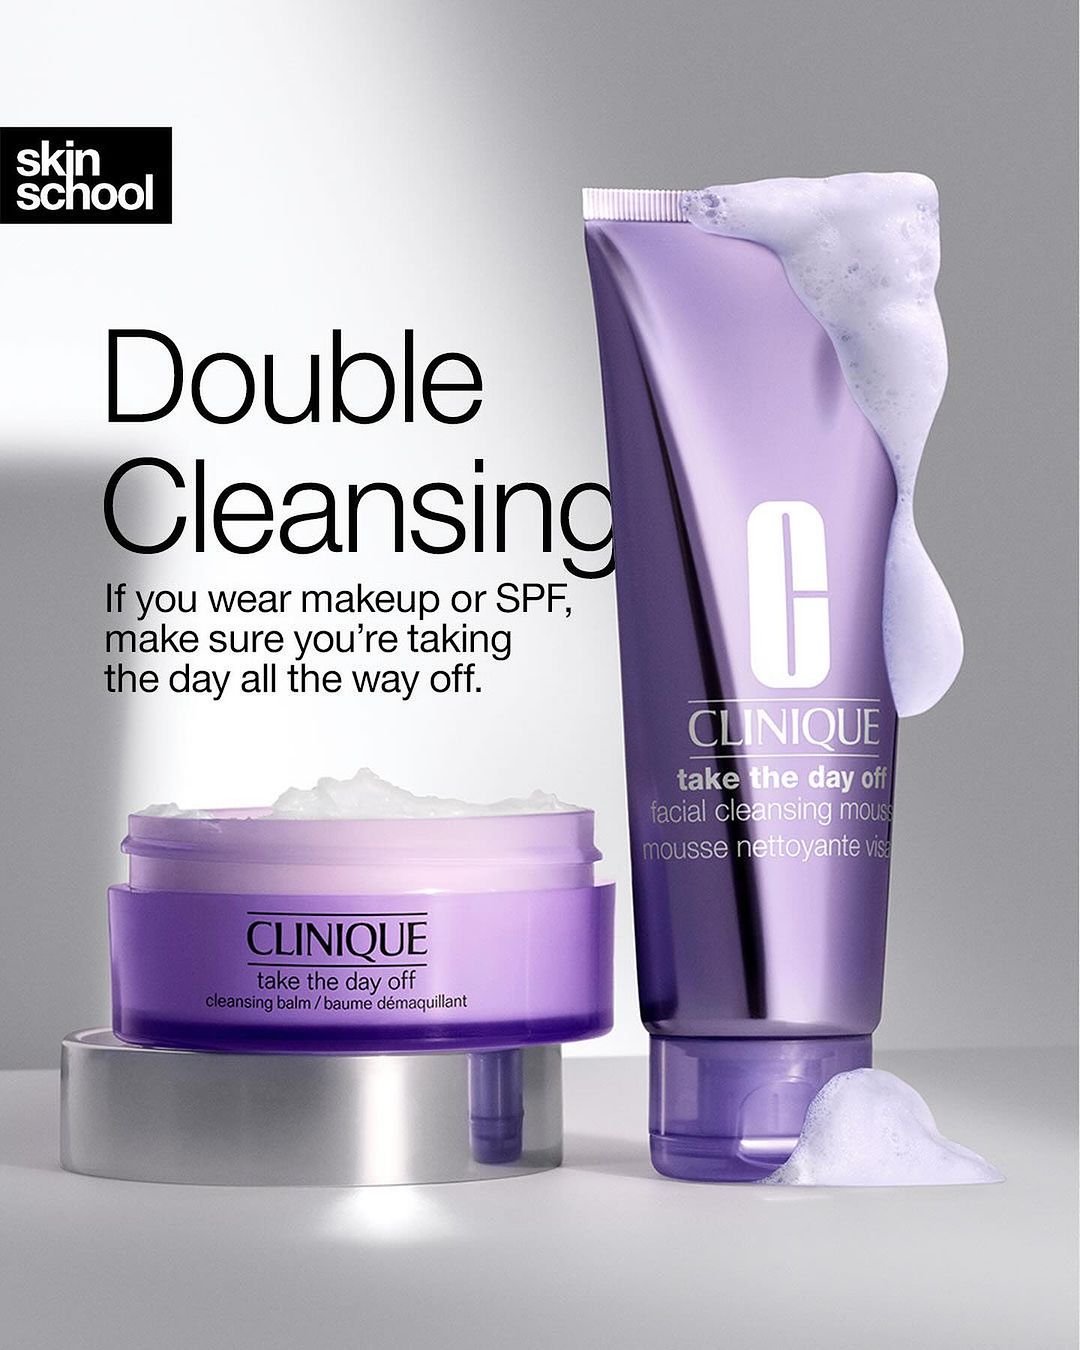 skin
school
Double
Cleansing
If you wear makeup or SPF,
make sure you're taking
the day all the way off.
C
CLINIQUE
take the day off
facial cleansing
mousse nettoyante
CLINIQUE
take the day off
cleansing balm / baume démaquillant